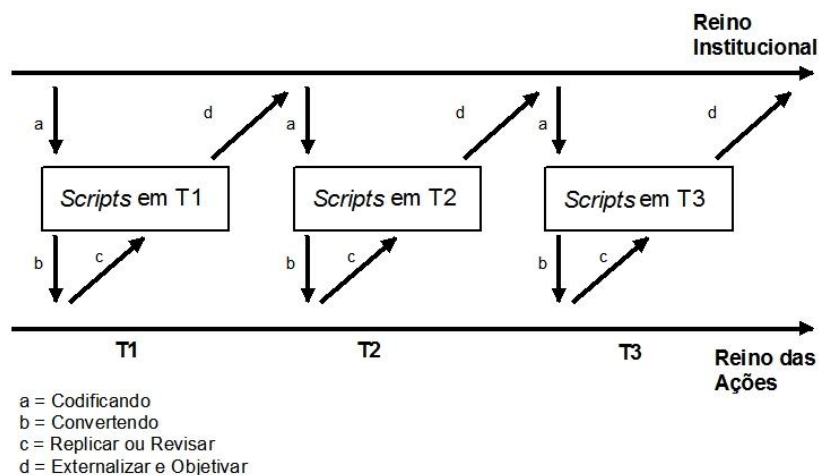 Reino
Institucional
a
d
a
d
a
d
Scripts em T1
Scripts em T2
Scripts em T3
b
c
b
c
b
c
T1
T2
T3
Reino das
Ações
a = Codificando
b = Convertendo
c = Replicar ou Revisar
d = Externalizar e Objetivar